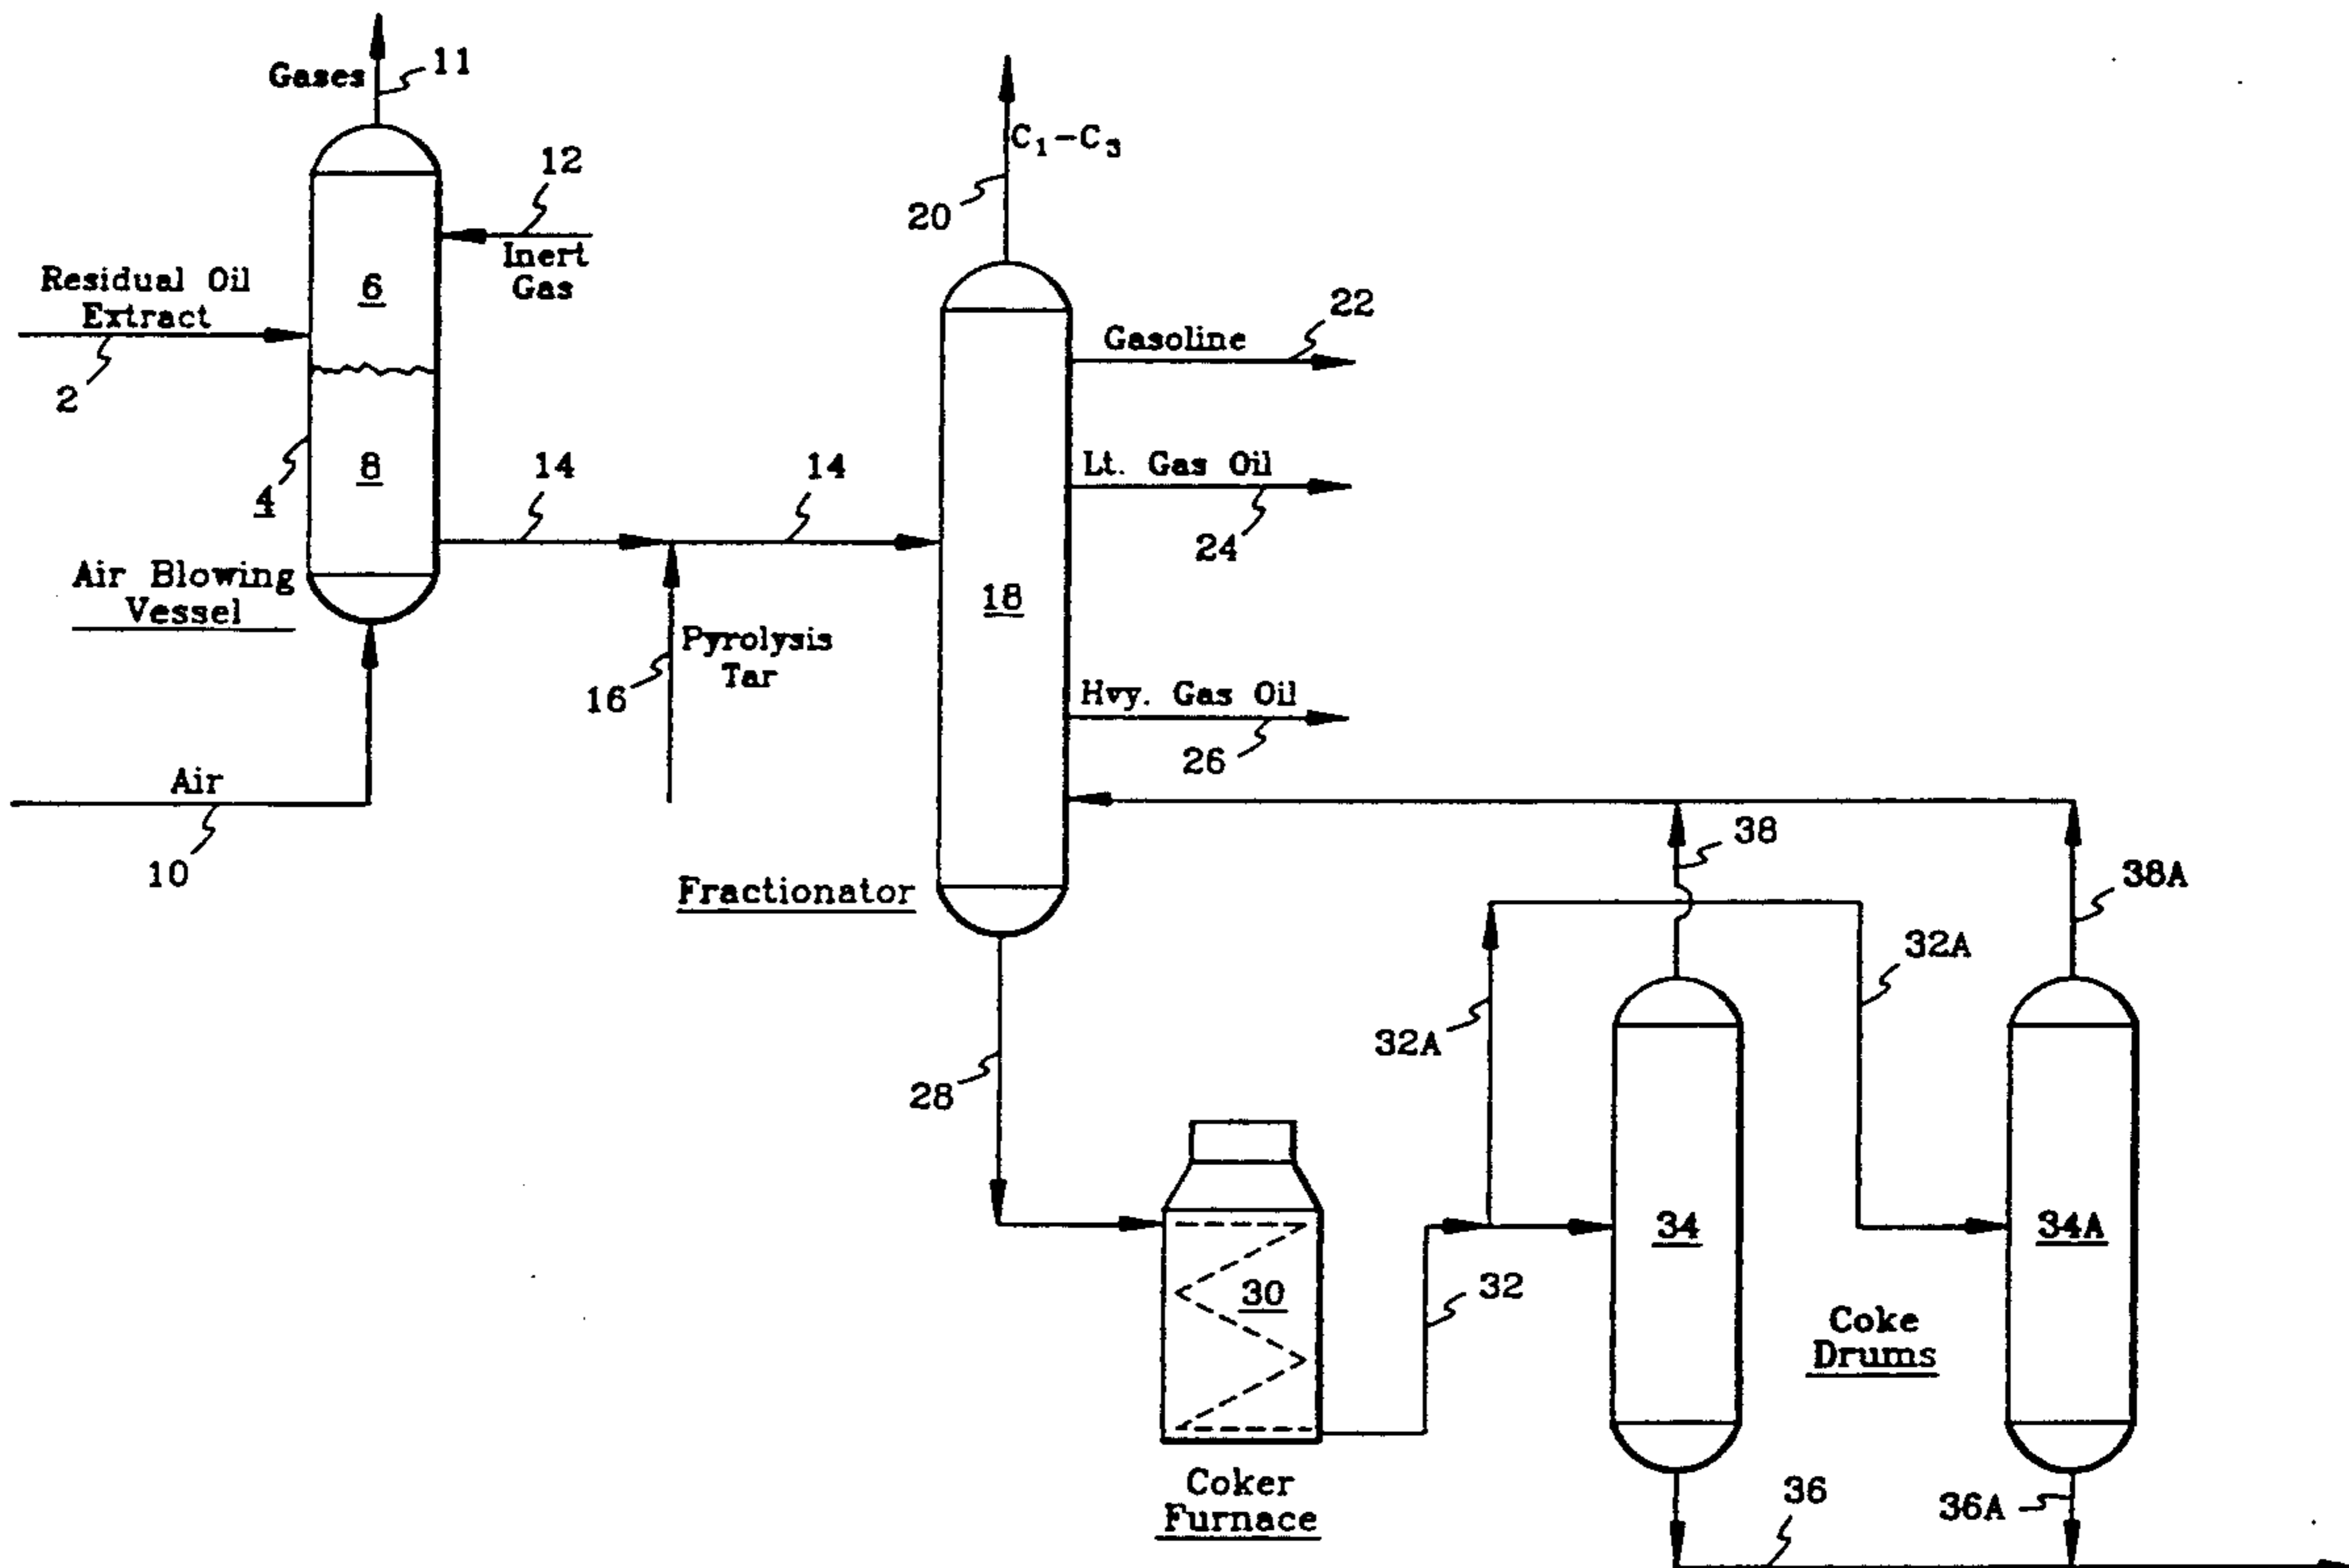 Gases
11
12
Inert
Gas
Residual Oil
Extract
2
6
8
4
Air Blowing
Vessel
Air
10
14
14
16
Pyrolysis
Tar
C₁-C₃
20
18
Gasoline
22
Lt. Gas Oil
24
Hvy. Gas Oil
26
Fractionator
28
30
Coker
Furnace
32
32A
32A
34
34A
Coke
Drums
38
38A
36
36A